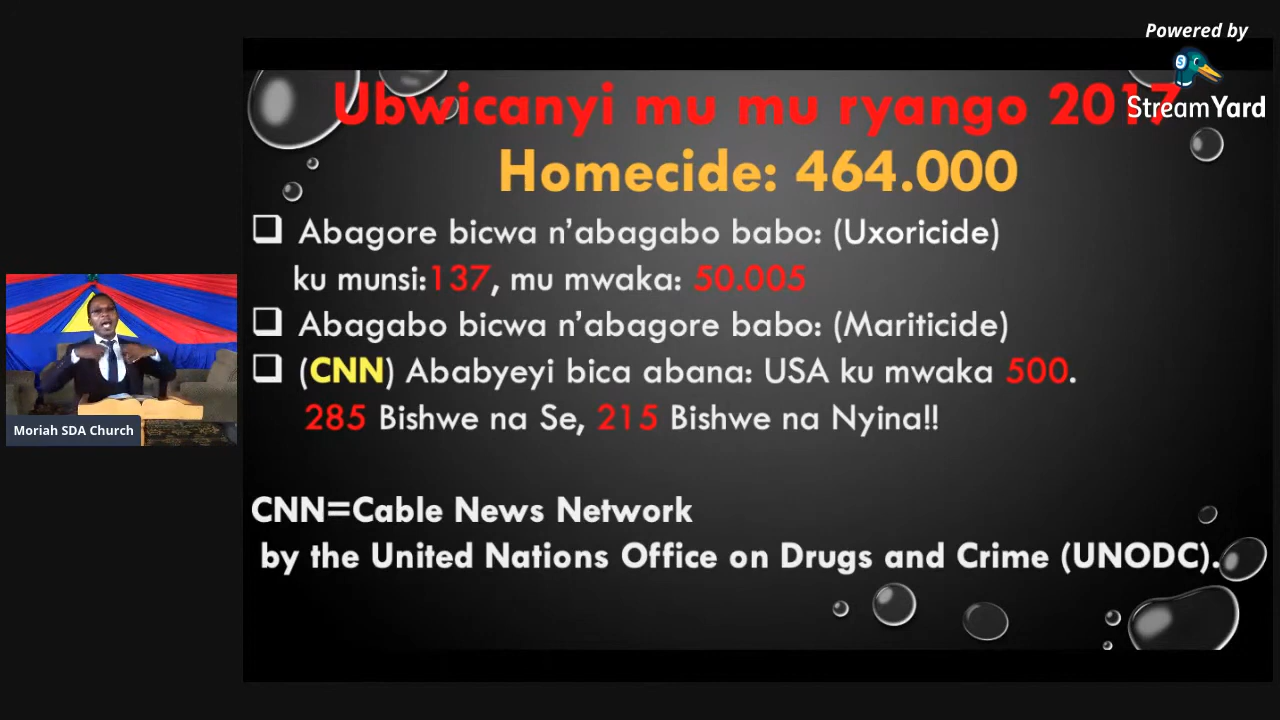 Powered by
StreamYard
Ubwicanyi mu mu ryango 2017
Homecide: 464.000
Abagore bicwa n’abagabo babo: (Uxoricide)
ku munsi:137, mu mwaka: 50.005
Abagabo bicwa n’abagore babo: (Mariticide)
(CNN) Ababyeyi bica abana: USA ku mwaka 500.
285 Bishwe na Se, 215 Bishwe na Nyina!!
CNN=Cable News Network
by the United Nations Office on Drugs and Crime (UNODC).
Moriah SDA Church